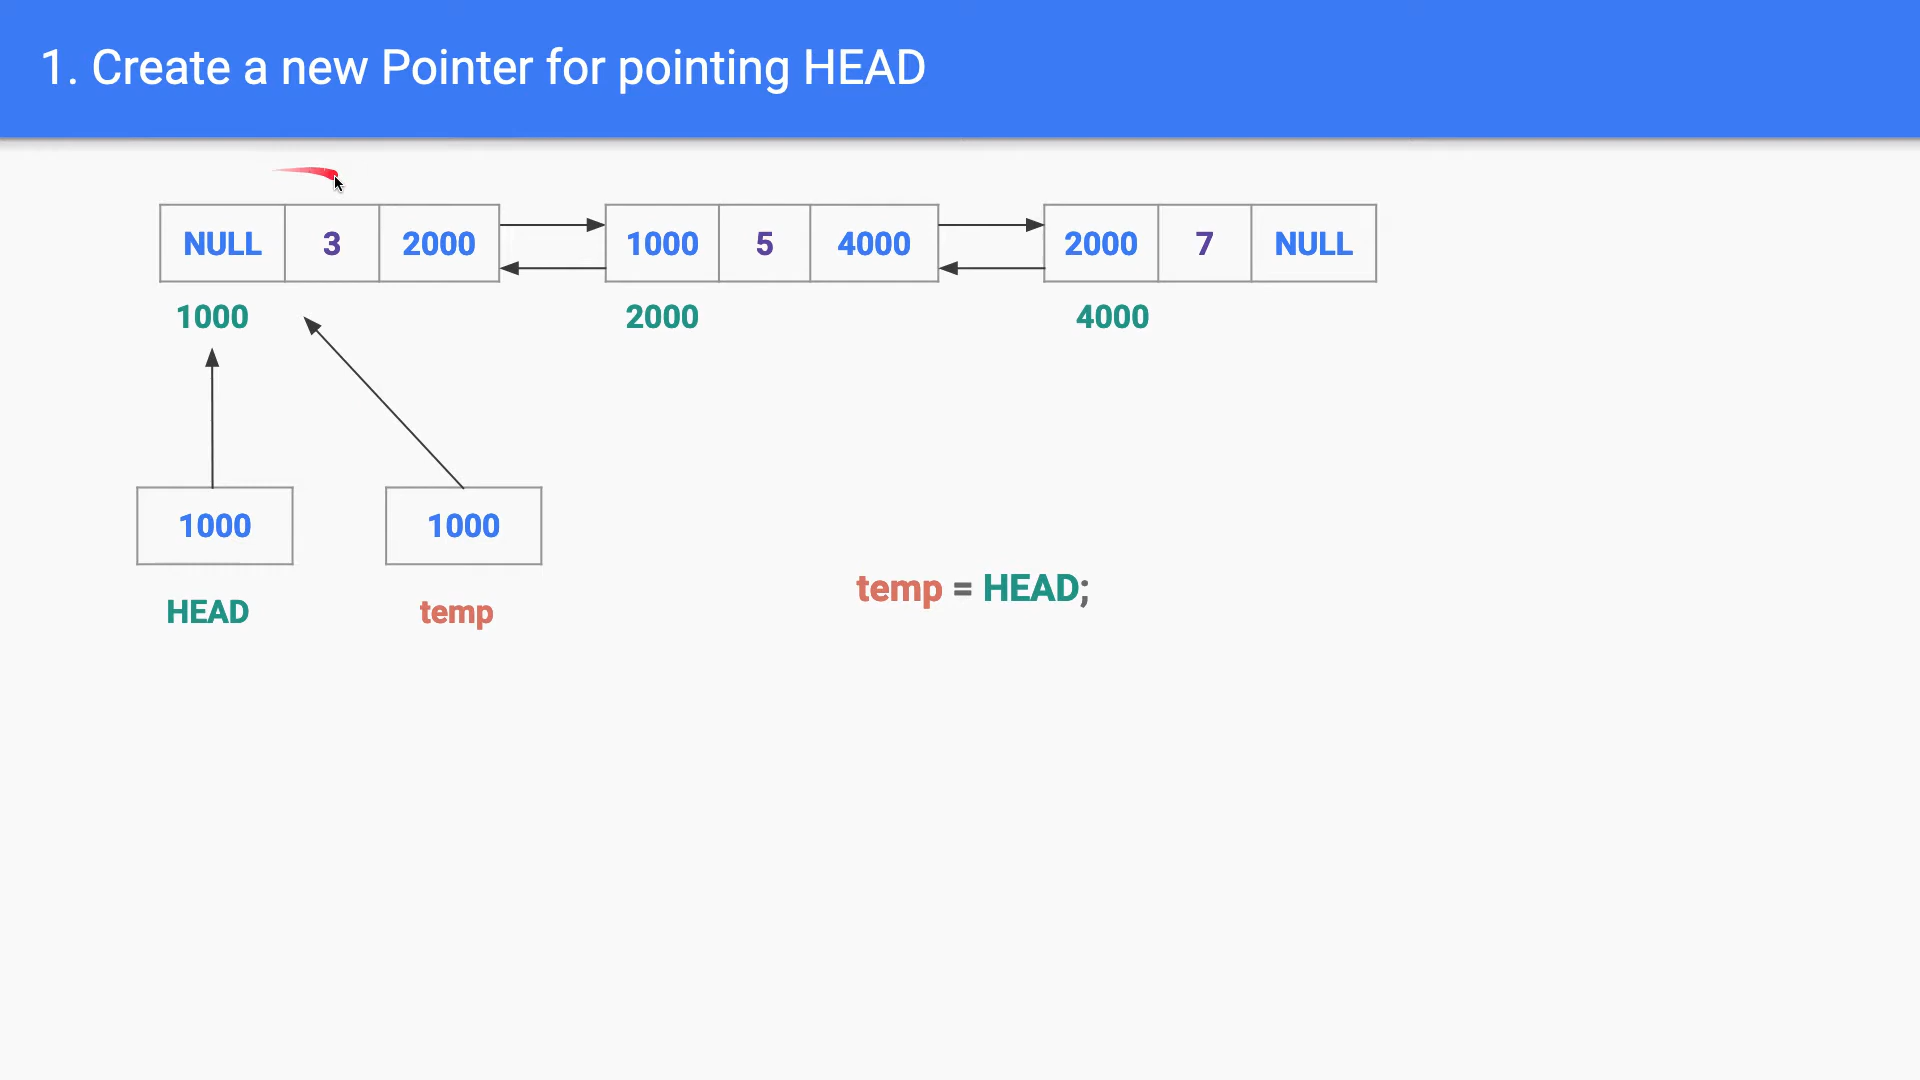 1. Create a new Pointer for pointing HEAD
NULL 3 2000 1000 5 4000 2000 7 NULL
1000 2000 4000
1000 1000
temp = HEAD;
HEAD temp